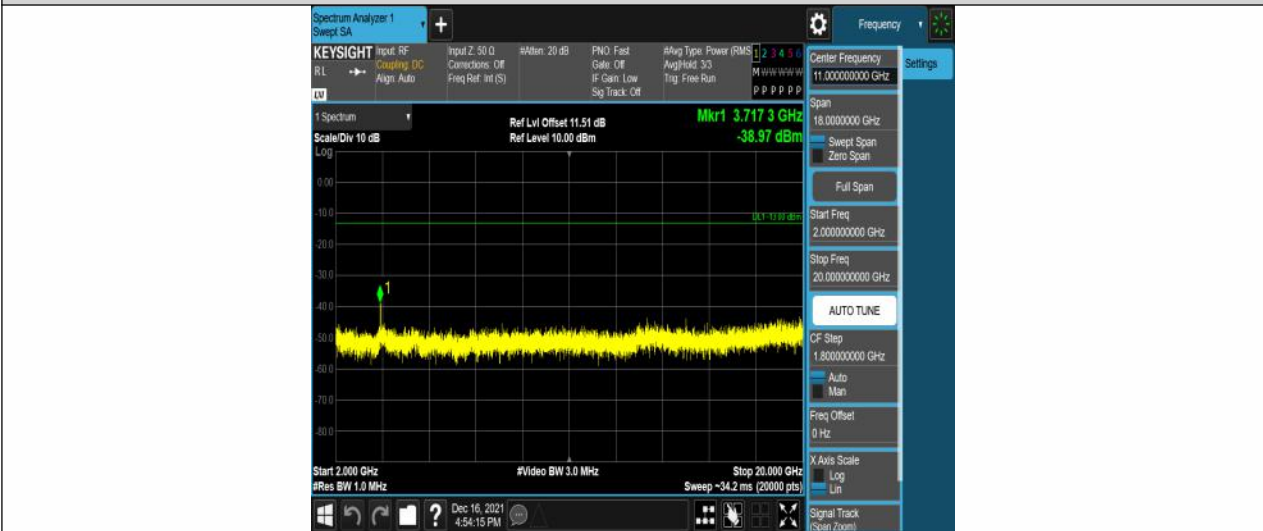 Spectrum Analyzer 1
Swept SA
+
Frequency
KEYSIGHT
Input: RF
Coupling: DC
Align: Auto
Input Z: 50 Ω
Corrections: Off
Freq Ref: Int (S)
#Atten: 20 dB
PNO: Fast
Gate: Off
IF Gain: Low
Sig Track: Off
#Avg Type: Power (RMS
Avg|Hold: 3/3
Trig: Free Run
1 2 3 4 5 6
M W W W W W
P P P P P P
RL
LV
1 Spectrum
Scale/Div 10 dB
Log
Ref Lvl Offset 11.51 dB
Ref Level 10.00 dBm
Mkr1 3.717 3 GHz
-38.97 dBm
0.00
-10.0
DL1 -13.00 dBm
-20.0
-30.0
1
-40.0
-50.0
-60.0
-70.0
-80.0
Start 2.000 GHz
#Res BW 1.0 MHz
#Video BW 3.0 MHz
Stop 20.000 GHz
Sweep ~34.2 ms (20000 pts)
?
Dec 16, 2021
4:54:15 PM
Center Frequency
11.000000000 GHz
Settings
Span
18.0000000 GHz
Swept Span
Zero Span
Full Span
Start Freq
2.000000000 GHz
Stop Freq
20.000000000 GHz
AUTO TUNE
CF Step
1.800000000 GHz
Auto
Man
Freq Offset
0 Hz
X Axis Scale
Log
Lin
Signal Track
(Span Zoom)